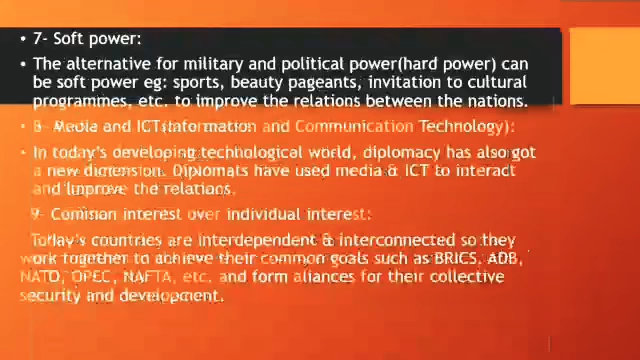 • 7- Soft power:
• The alternative for military and political power(hard power) can
be soft power eg: sports, beauty pageants, invitation to cultural
programmes, etc. to improve the relations between the nations.
• 8- Media and ICT(Information and Communication Technology):
• In today's developing technological world, diplomacy has also got
a new dimension. Diplomats have used media & ICT to interact
and improve the relations.
9- Common interest over individual interest:
Today's countries are interdependent & interconnected so they
work together to achieve their common goals such as BRICS, ADB,
NATO, OPEC, NAFTA, etc, and form aliances for their collective
security and development.